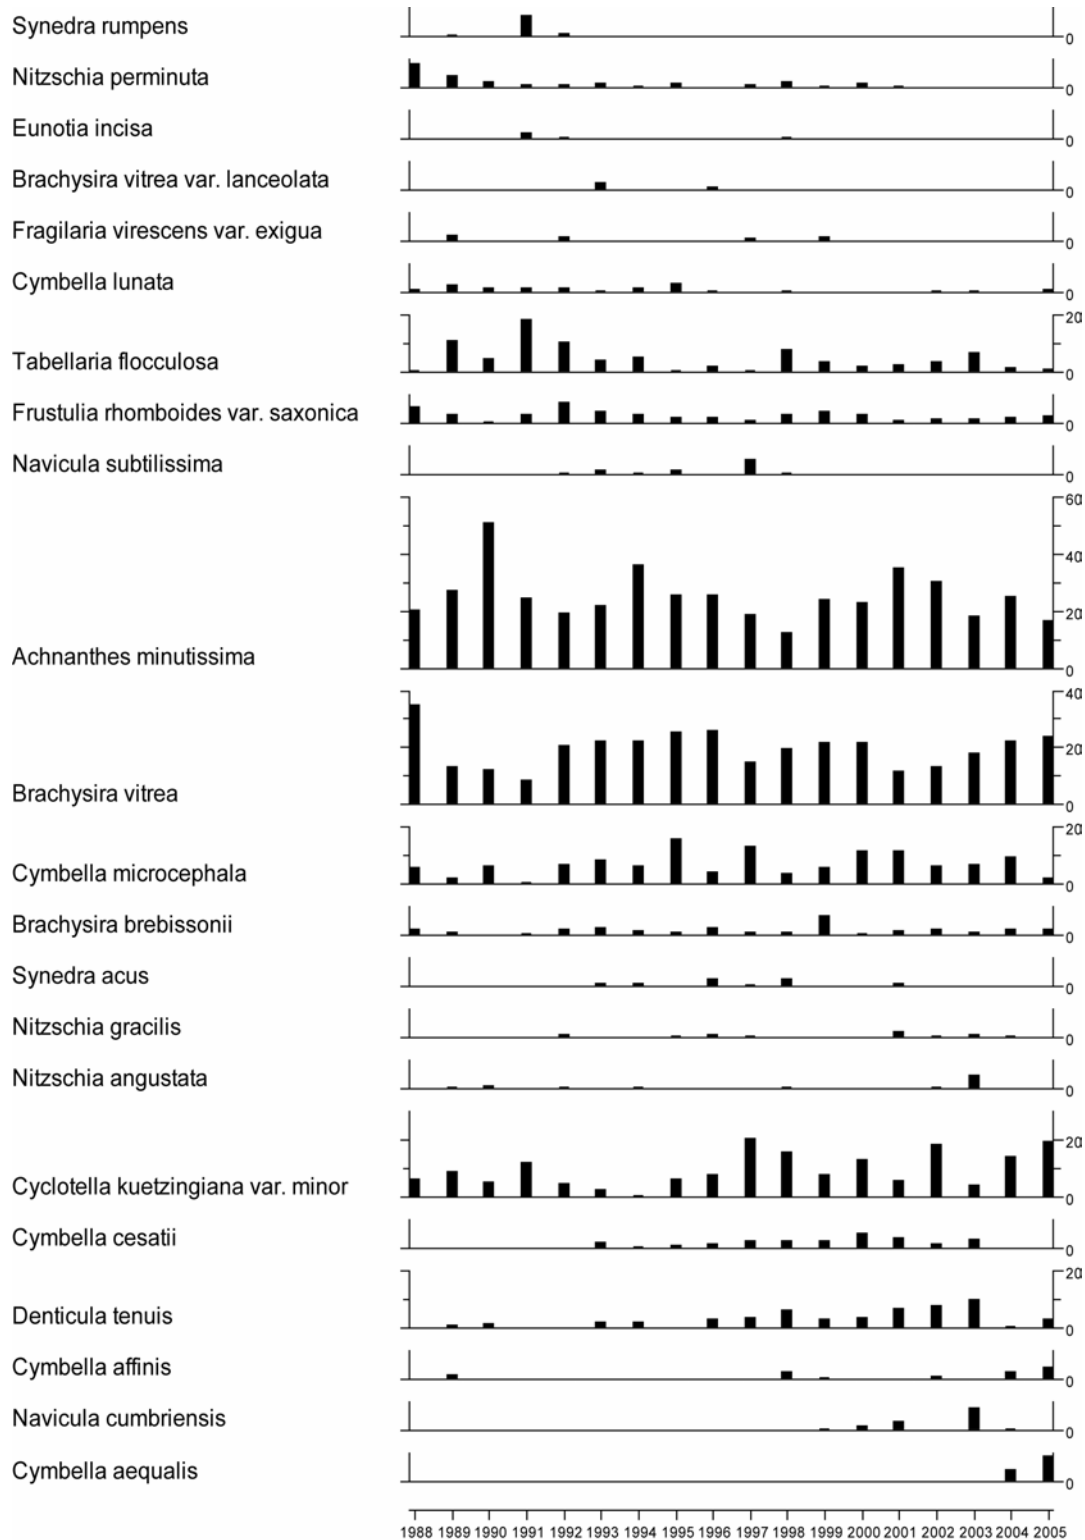 Synedra rumpens 0
Nitzschia perminuta 0
Eunotia incisa 0
Brachysira vitrea var. lanceolata 0
Fragilaria virescens var. exigua 0
Cymbella lunata 0
20
Tabellaria flocculosa 0
Frustulia rhomboides var. saxonica 0
Navicula subtilissima 0
60
40
20
Achnanthes minutissima 0
40
20
Brachysira vitrea 0
20
Cymbella microcephala 0
Brachysira brebissonii 0
Synedra acus 0
Nitzschia gracilis 0
Nitzschia angustata 0
20
Cyclotella kuetzingiana var. minor 0
Cymbella cesatii 0
20
Denticula tenuis 0
Cymbella affinis 0
Navicula cumbriensis 0
Cymbella aequalis 0
1988 1989 1990 1991 1992 1993 1994 1995 1996 1997 1998 1999 2000 2001 2002 2003 2004 2005